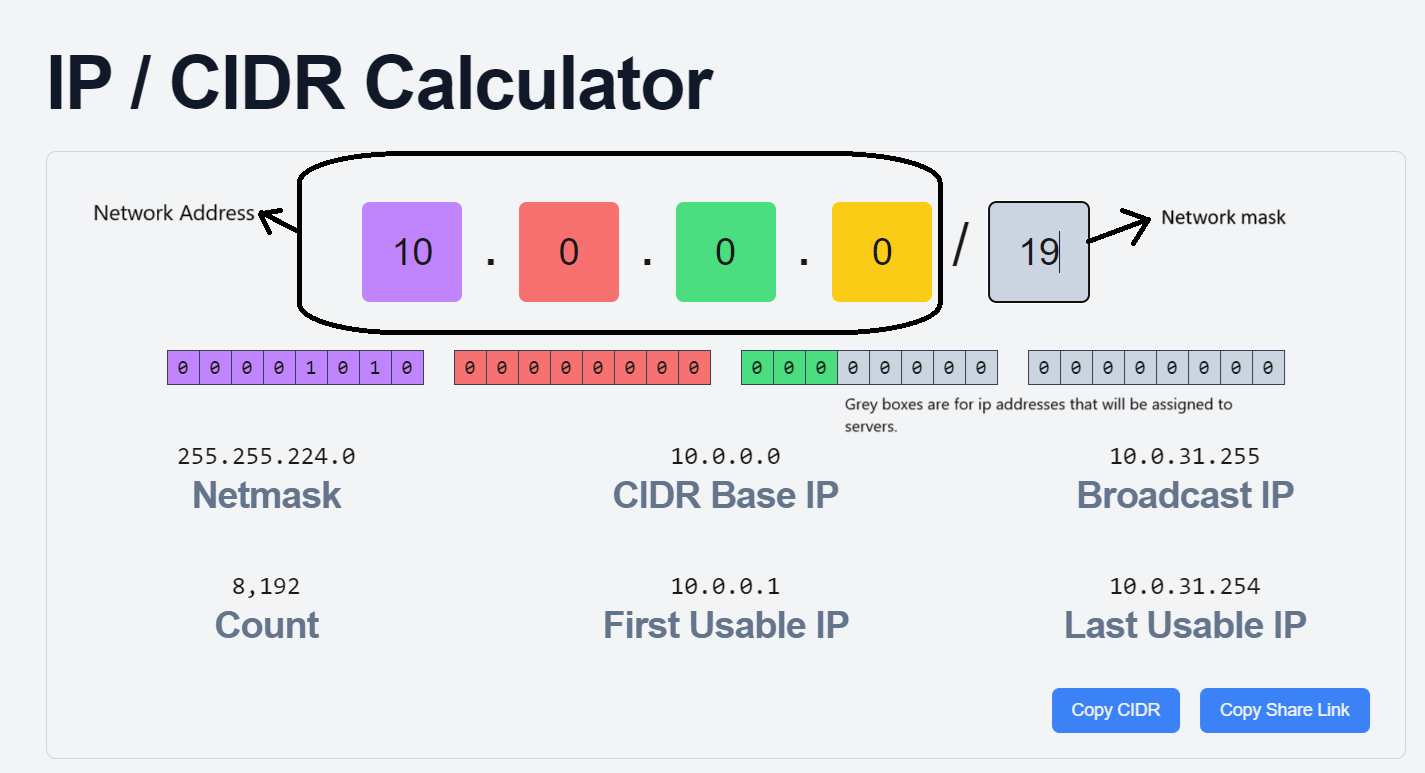 IP / CIDR Calculator
Network Address
10 . 0 . 0 . 0 / 19
Network mask
0 0 0 0 1 0 1 0 0 0 0 0 0 0 0 0 0 0 0 0 0 0 0 0 0 0 0 0 0 0 0 0
Grey boxes are for ip addresses that will be assigned to
servers.
255.255.224.0
Netmask
10.0.0.0
CIDR Base IP
10.0.31.255
Broadcast IP
8,192
Count
10.0.0.1
First Usable IP
10.0.31.254
Last Usable IP
Copy CIDR
Copy Share Link